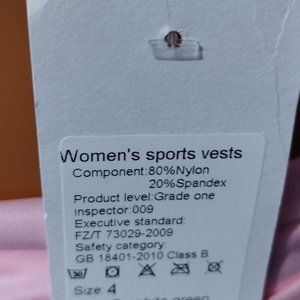 Women's sports vests
Component:80%Nylon
20%Spandex
Product level:Grade one
Inspector:009
Executive standard:
FZ/T 73029-2009
Safety category:
GB 18401-2010 Class B
30
Size 4
green